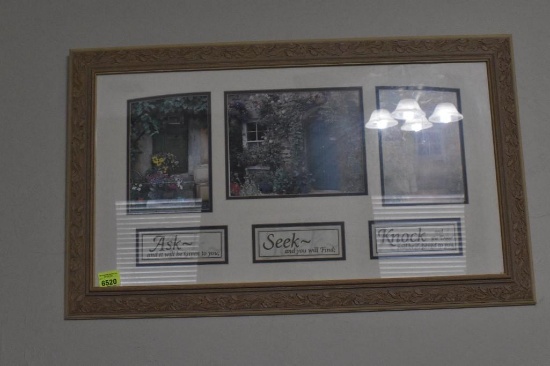 Ask~
and it will be given to you.
Seek~
and you will Find.
Knock
6520